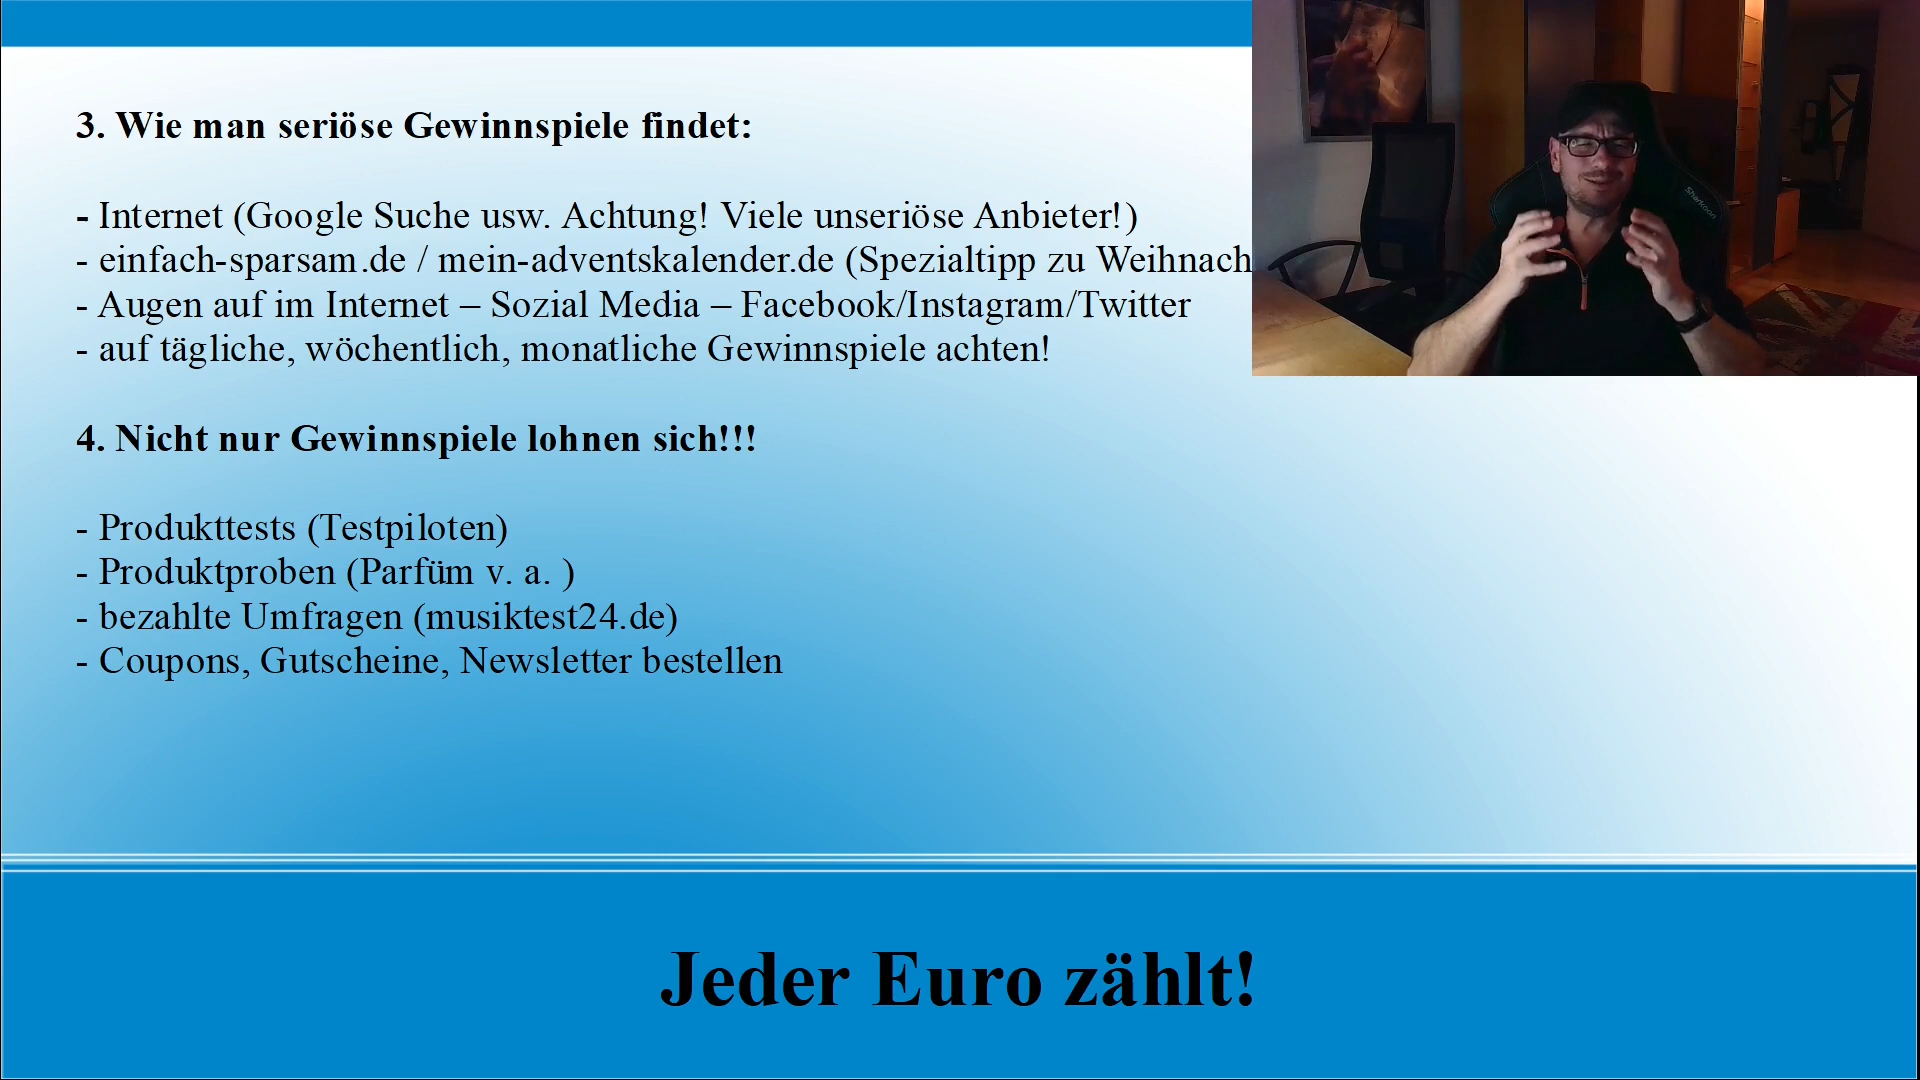 3. Wie man seriöse Gewinnspiele findet:
- Internet (Google Suche usw. Achtung! Viele unseriöse Anbieter!)
- einfach-sparsam.de / mein-adventskalender.de (Spezialtipp zu Weihnach
- Augen auf im Internet – Sozial Media – Facebook/Instagram/Twitter
- auf tägliche, wöchentlich, monatliche Gewinnspiele achten!
4. Nicht nur Gewinnspiele lohnen sich!!!
- Produkttests (Testpiloten)
- Produktproben (Parfüm v. a. )
- bezahlte Umfragen (musiktest24.de)
- Coupons, Gutscheine, Newsletter bestellen
Sharkoon
Jeder Euro zählt!